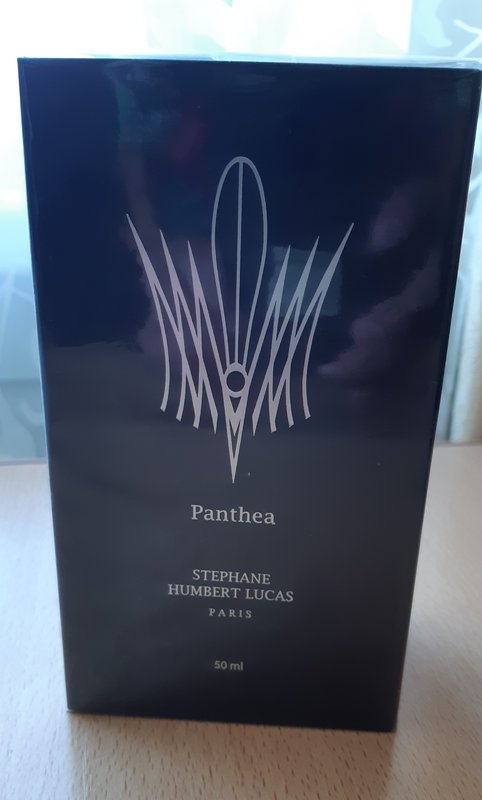 Panthea
STEPHANE
HUMBERT LUCAS
PARIS
50 ml